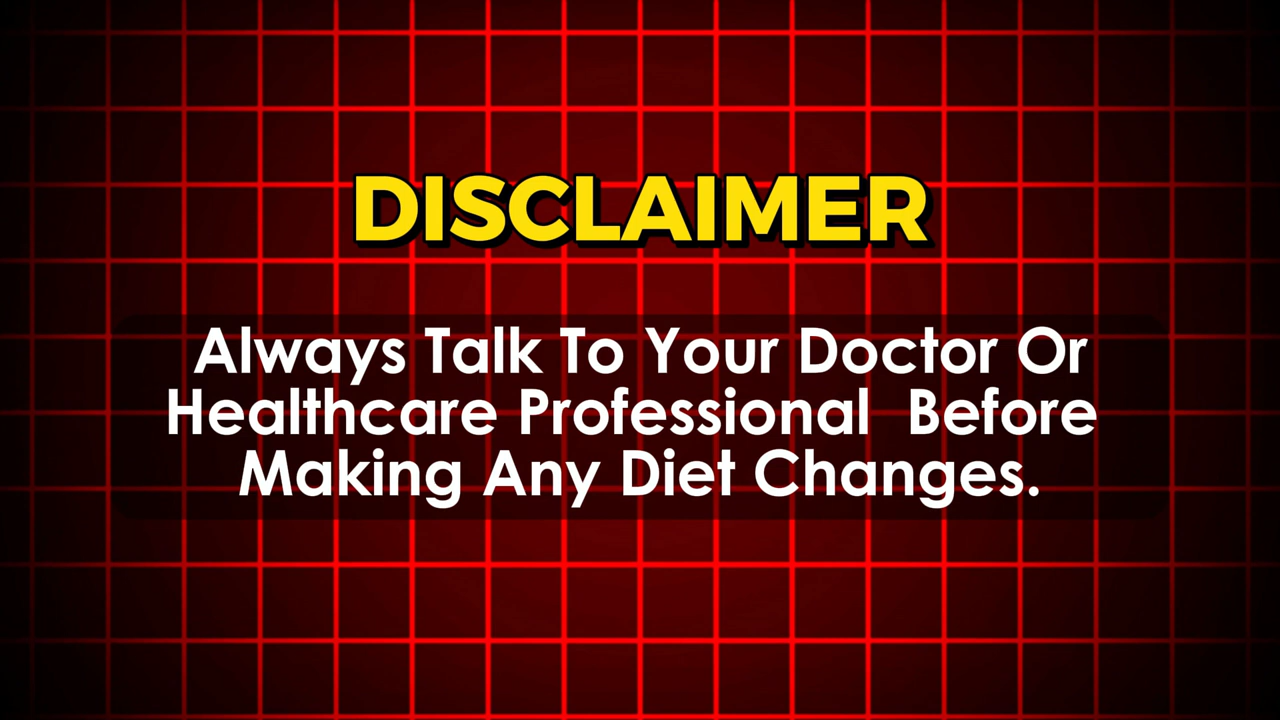 DISCLAIMER
Always Talk To Your Doctor Or
Healthcare Professional  Before
Making Any Diet Changes.